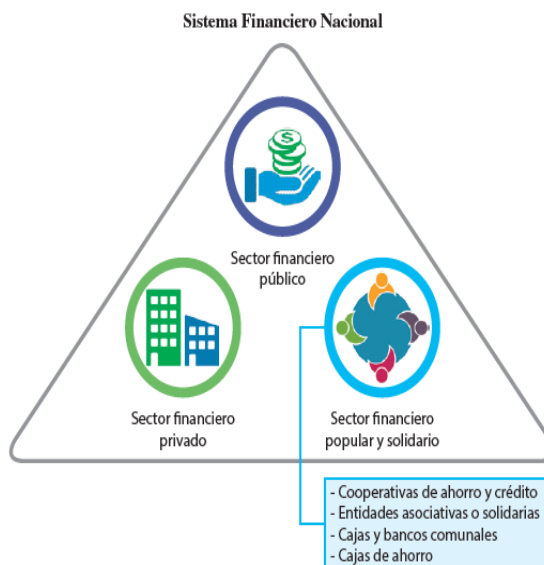 Sistema Financiero Nacional
$
Sector financiero
público
Sector financiero
privado
Sector financiero
popular y solidario
- Cooperativas de ahorro y crédito
- Entidades asociativas o solidarias
- Cajas y bancos comunales
- Cajas de ahorro